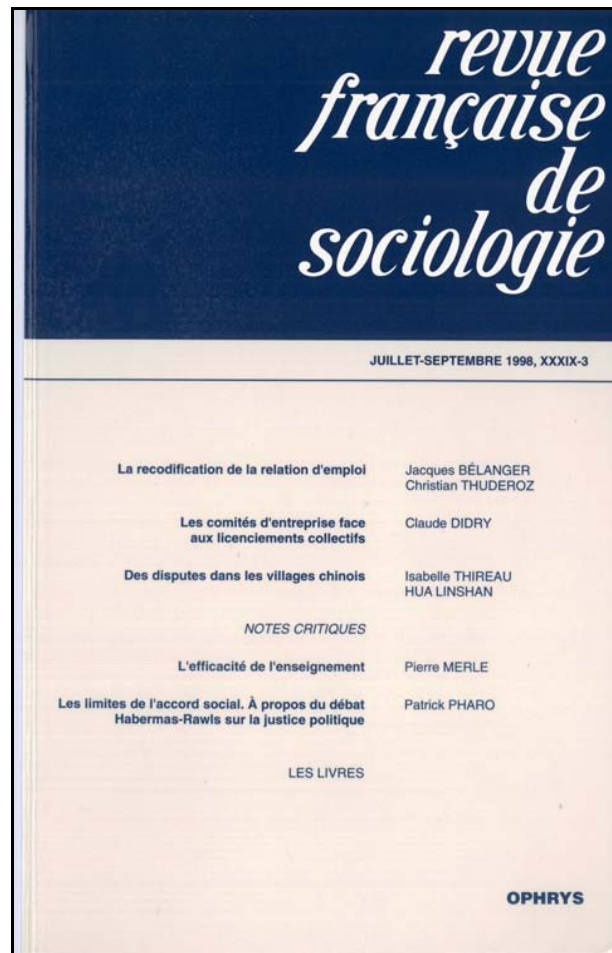 revue
française
de
sociologie
JUILLET-SEPTEMBRE 1998, XXXIX-3
La recodification de la relation d'emploi Jacques BÉLANGER
Christian THUDEROZ
Les comités d'entreprise face Claude DIDRY
aux licenciements collectifs
Des disputes dans les villages chinois Isabelle THIREAU
HUA LINSHAN
NOTES CRITIQUES
L'efficacité de l'enseignement Pierre MERLE
Les limites de l'accord social. À propos du débat Patrick PHARO
Habermas-Rawls sur la justice politique
LES LIVRES
OPHRYS